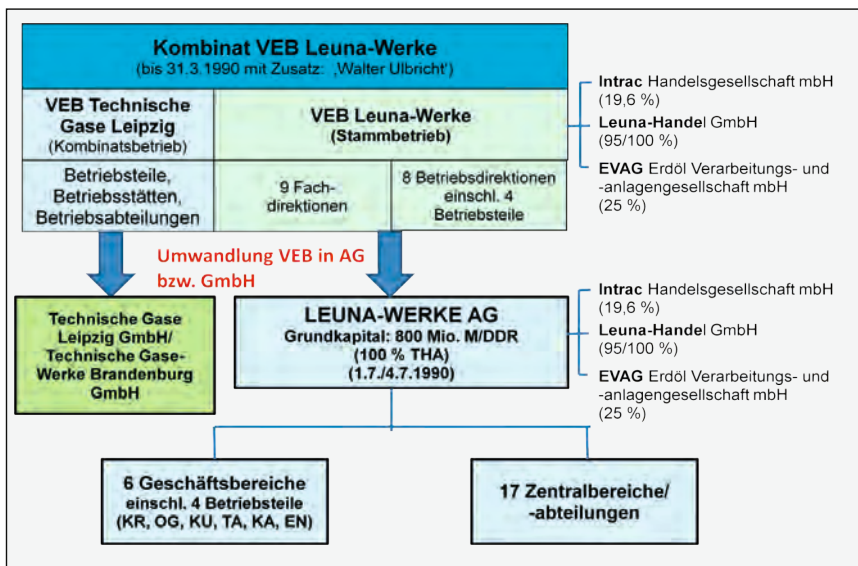 Kombinat VEB Leuna-Werke
(bis 31.3.1990 mit Zusatz: ‚Walter Ulbricht')
VEB Technische
Gase Leipzig
(Kombinatsbetrieb)
VEB Leuna-Werke
(Stammbetrieb)
Intrac Handelsgesellschaft mbH
(19,6 %)
Leuna-Handel GmbH
(95/100 %)
EVAG Erdöl Verarbeitungs- und
-anlagengesellschaft mbH
(25 %)
Betriebsteile,
Betriebsstätten,
Betriebsabteilungen
9 Fach-
direktionen
8 Betriebsdirektionen
einschl. 4
Betriebsteile
Umwandlung VEB in AG
bzw. GmbH
Technische Gase
Leipzig GmbH/
Technische Gase-
Werke Brandenburg
GmbH
LEUNA-WERKE AG
Grundkapital: 800 Mio. M/DDR
(100 % THA)
(1.7./4.7.1990)
Intrac Handelsgesellschaft mbH
(19,6 %)
Leuna-Handel GmbH
(95/100 %)
EVAG Erdöl Verarbeitungs- und
-anlagengesellschaft mbH
(25 %)
6 Geschäftsbereiche
einschl. 4 Betriebsteile
(KR, OG, KU, TA, KA, EN)
17 Zentralbereiche/
-abteilungen